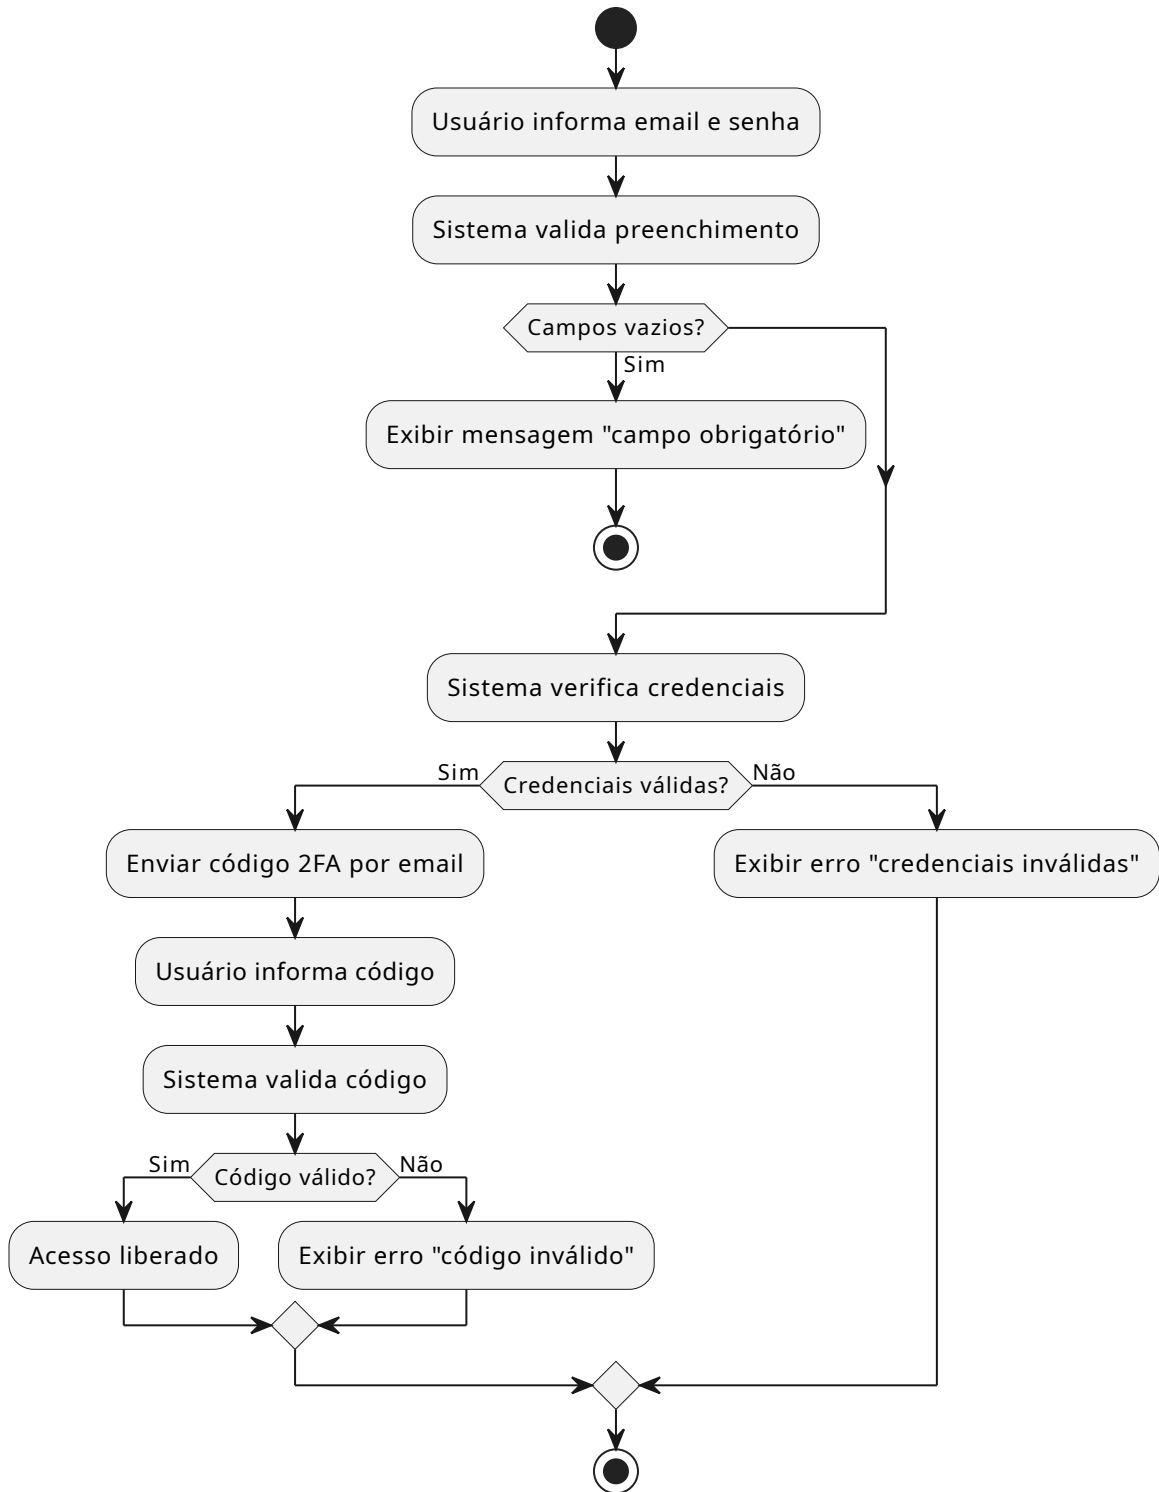 Usuário informa email e senha
Sistema valida preenchimento
Campos vazios?
Sim
Exibir mensagem "campo obrigatório"
Sistema verifica credenciais
Sim
Credenciais válidas?
Não
Enviar código 2FA por email
Exibir erro "credenciais inválidas"
Usuário informa código
Sistema valida código
Sim
Código válido?
Não
Acesso liberado
Exibir erro "código inválido"